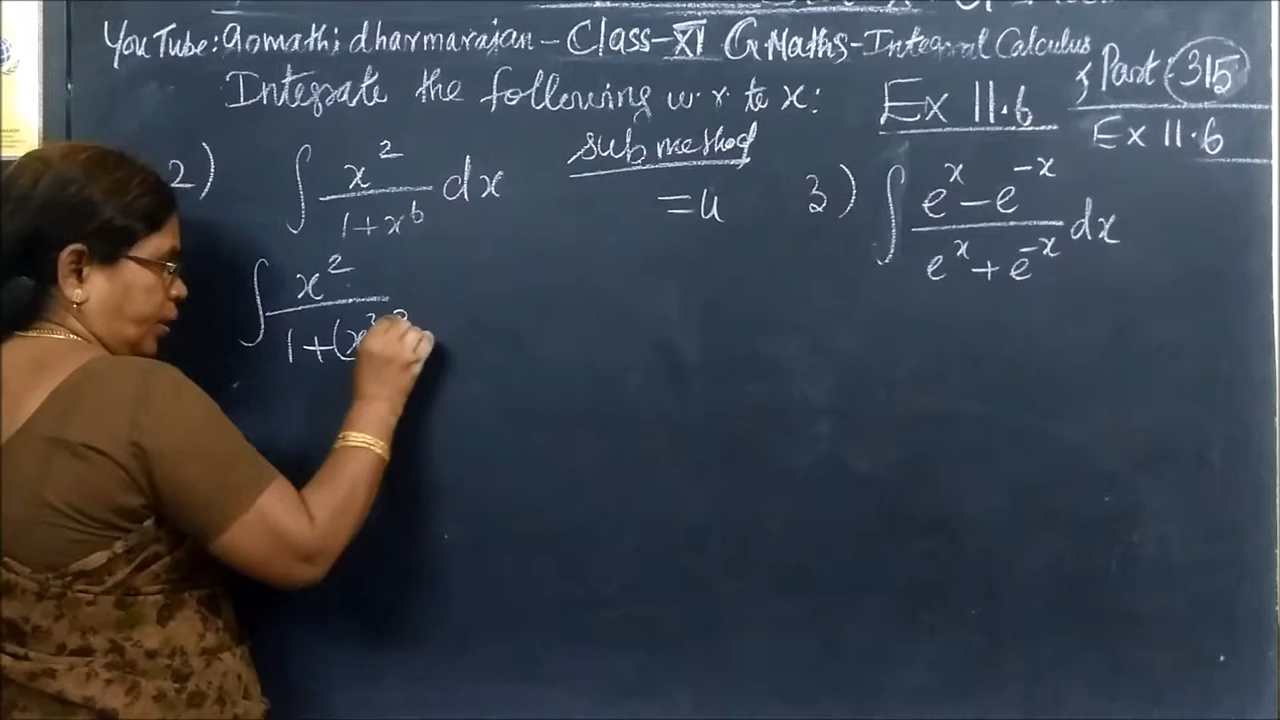 YouTube: gomathi dharmarajan - Class-XI G Maths - Integral Calculus
Part - 315
Integrate the following w.r. to x:
Ex 11.6
Ex 11.6
sub method
= u
2) ∫ x² / (1+x⁶) dx
3) ∫ (eˣ - e⁻ˣ) / (eˣ + e⁻ˣ) dx
∫ x² / 1+(x